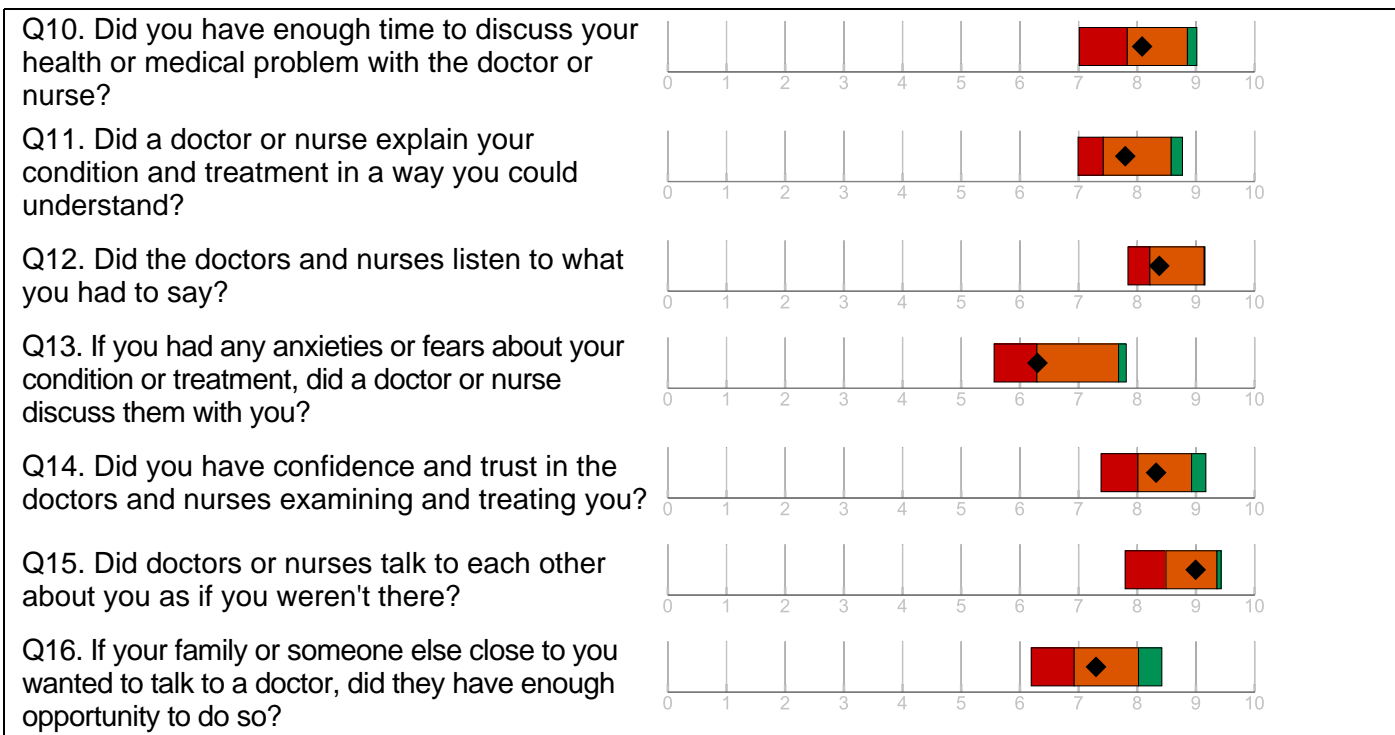 Q10. Did you have enough time to discuss your
health or medical problem with the doctor or
nurse?
0 1 2 3 4 5 6 7 8 9 10
Q11. Did a doctor or nurse explain your
condition and treatment in a way you could
understand?
0 1 2 3 4 5 6 7 8 9 10
Q12. Did the doctors and nurses listen to what
you had to say?
0 1 2 3 4 5 6 7 8 9 10
Q13. If you had any anxieties or fears about your
condition or treatment, did a doctor or nurse
discuss them with you?
0 1 2 3 4 5 6 7 8 9 10
Q14. Did you have confidence and trust in the
doctors and nurses examining and treating you?
0 1 2 3 4 5 6 7 8 9 10
Q15. Did doctors or nurses talk to each other
about you as if you weren't there?
0 1 2 3 4 5 6 7 8 9 10
Q16. If your family or someone else close to you
wanted to talk to a doctor, did they have enough
opportunity to do so?
0 1 2 3 4 5 6 7 8 9 10